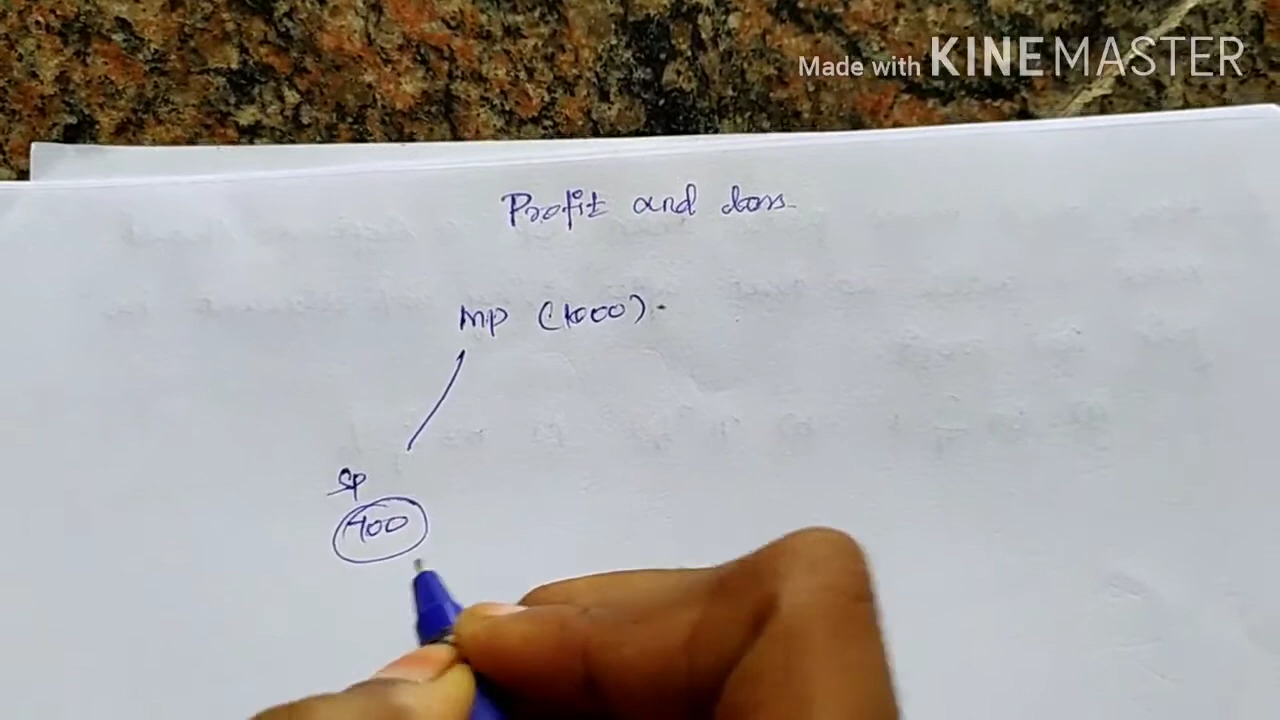 Made with KINEMASTER
Profit and loss
MP (1000).
SP
400